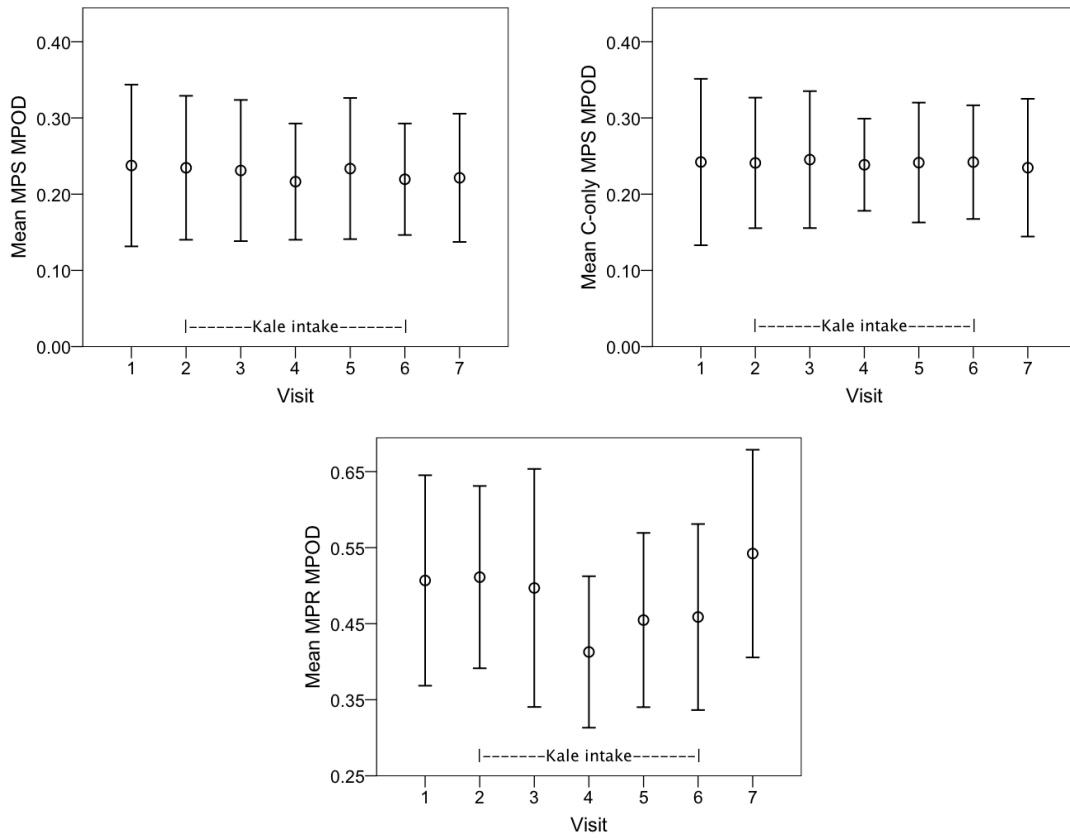 Mean MPS MPOD
0.40
0.30
0.20
0.10
0.00
|-------Kale intake-------|
1 2 3 4 5 6 7
Visit
Mean C-only MPS MPOD
0.40
0.30
0.20
0.10
0.00
|-------Kale intake-------|
1 2 3 4 5 6 7
Visit
Mean MPR MPOD
0.65
0.55
0.45
0.35
0.25
|-------Kale intake-------|
1 2 3 4 5 6 7
Visit